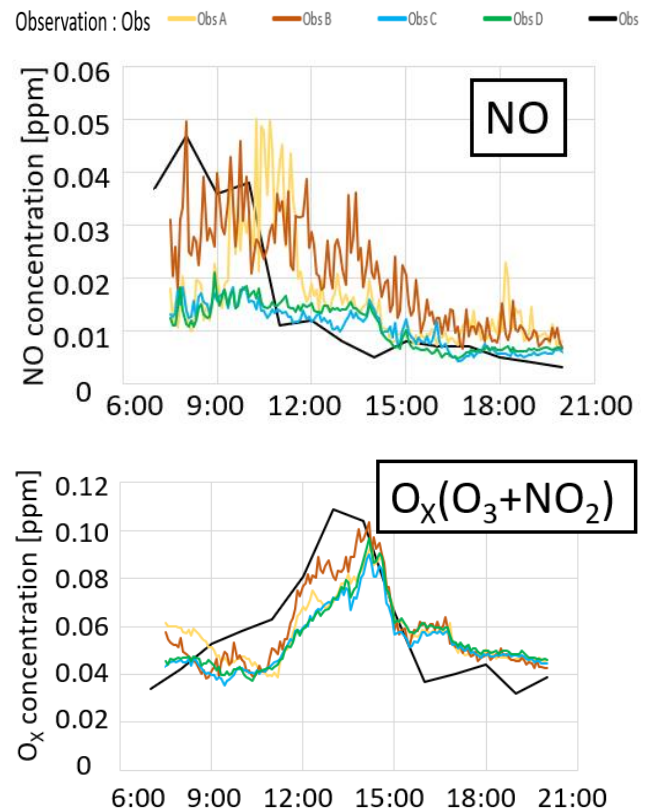 Observation : Obs Obs A Obs B Obs C Obs D Obs
NO
NO concentration [ppm]
0.06
0.05
0.04
0.03
0.02
0.01
0
6:00 9:00 12:00 15:00 18:00 21:00
Oₓ(O₃+NO₂)
Oₓ concentration [ppm]
0.12
0.10
0.08
0.06
0.04
0.02
0
6:00 9:00 12:00 15:00 18:00 21:00